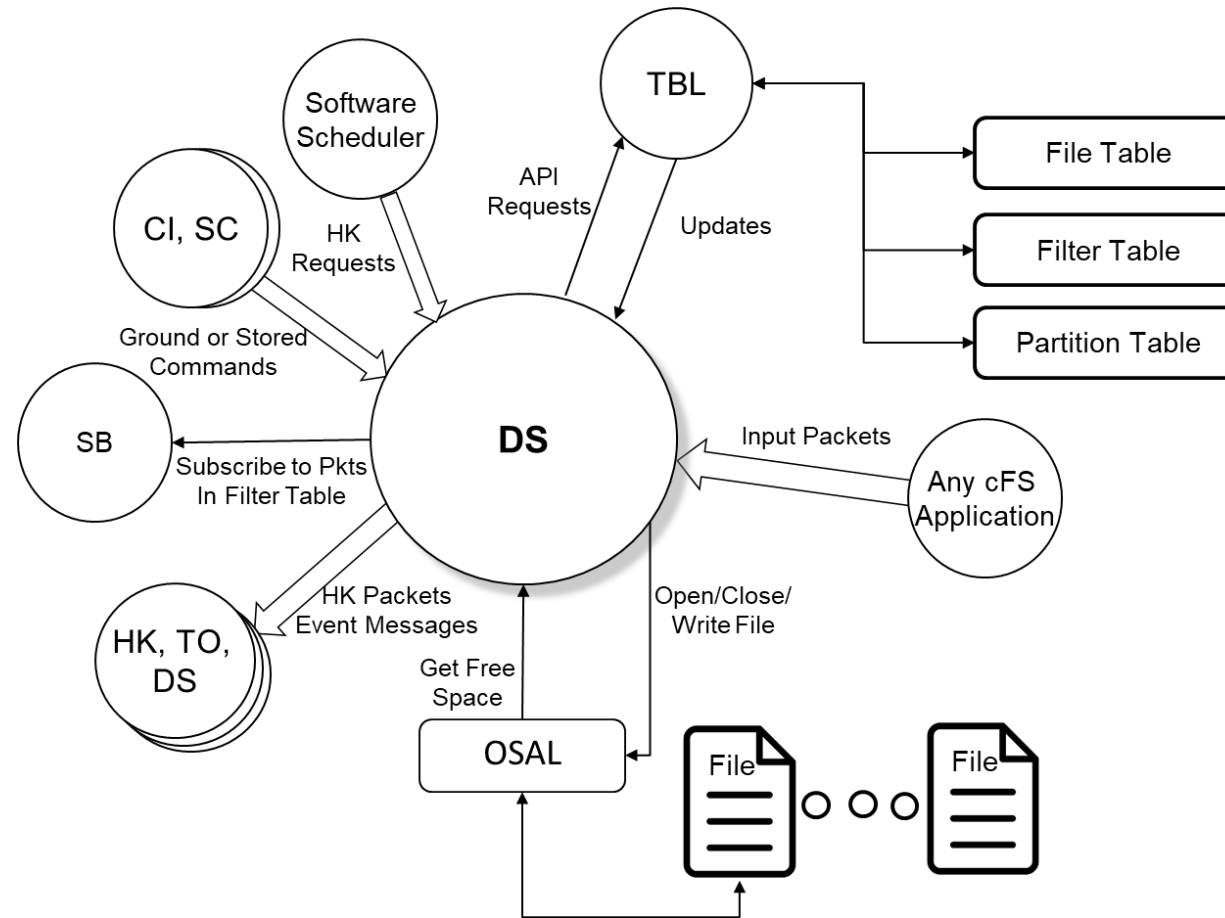 Software
Scheduler
TBL
File Table
Filter Table
Partition Table
API
Requests
Updates
CI, SC
HK
Requests
Ground or Stored
Commands
SB
Subscribe to Pkts
In Filter Table
DS
Input Packets
Any cFS
Application
HK Packets
Event Messages
HK, TO,
DS
Open/Close/
Write File
Get Free
Space
OSAL
File
File